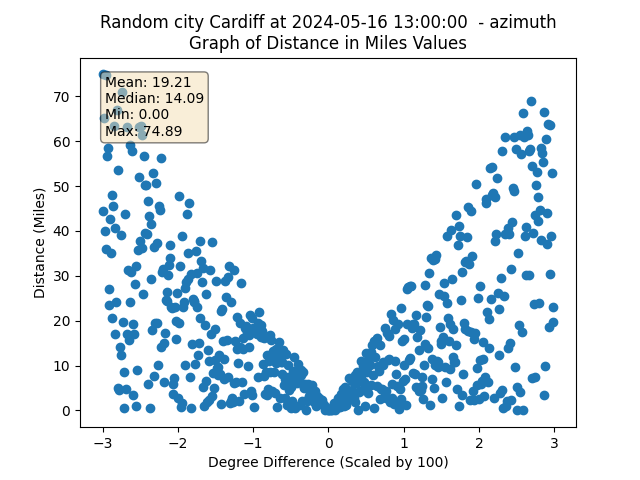 Random city Cardiff at 2024-05-16 13:00:00  - azimuth
Graph of Distance in Miles Values
Mean: 19.21
Median: 14.09
Min: 0.00
Max: 74.89
70
60
50
40
30
20
10
0
Distance (Miles)
−3
−2
−1
0
1
2
3
Degree Difference (Scaled by 100)